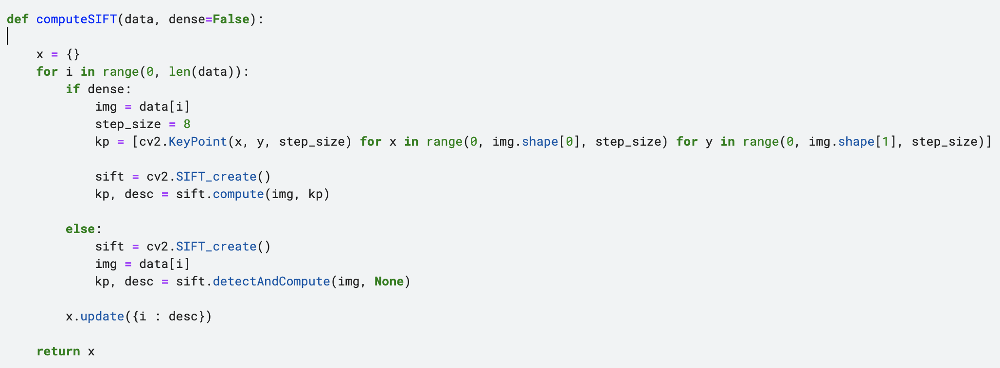 def computeSIFT(data, dense=False):
    x = {}
    for i in range(0, len(data)):
        if dense:
            img = data[i]
            step_size = 8
            kp = [cv2.KeyPoint(x, y, step_size) for x in range(0, img.shape[0], step_size) for y in range(0, img.shape[1], step_size)]
            sift = cv2.SIFT_create()
            kp, desc = sift.compute(img, kp)
        else:
            sift = cv2.SIFT_create()
            img = data[i]
            kp, desc = sift.detectAndCompute(img, None)
        x.update({i : desc})
    return x